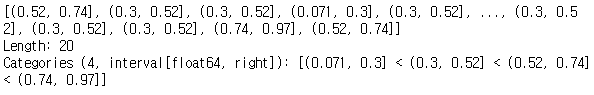 [(0.52, 0.74], (0.3, 0.52], (0.3, 0.52], (0.071, 0.3], (0.3, 0.52], ..., (0.3, 0.5
2], (0.3, 0.52], (0.3, 0.52], (0.74, 0.97], (0.52, 0.74]]
Length: 20
Categories (4, interval[float64, right]): [(0.071, 0.3] < (0.3, 0.52] < (0.52, 0.74]
< (0.74, 0.97]]